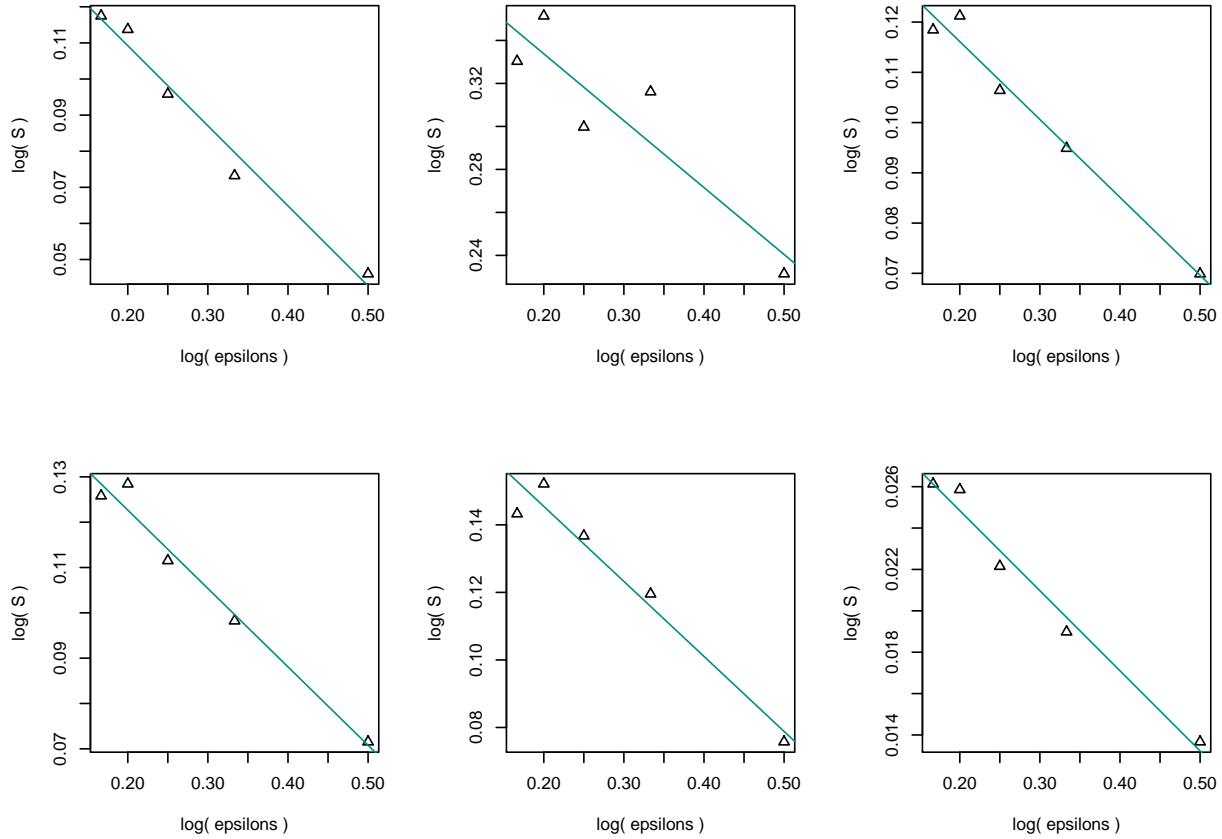 0.11
0.09
0.07
0.05
log( S )
0.20 0.30 0.40 0.50
log( epsilons )
0.32
0.28
0.24
log( S )
0.20 0.30 0.40 0.50
log( epsilons )
0.12
0.11
0.10
0.09
0.08
0.07
log( S )
0.20 0.30 0.40 0.50
log( epsilons )
0.13
0.11
0.09
0.07
log( S )
0.20 0.30 0.40 0.50
log( epsilons )
0.14
0.12
0.10
0.08
log( S )
0.20 0.30 0.40 0.50
log( epsilons )
0.026
0.022
0.018
0.014
log( S )
0.20 0.30 0.40 0.50
log( epsilons )